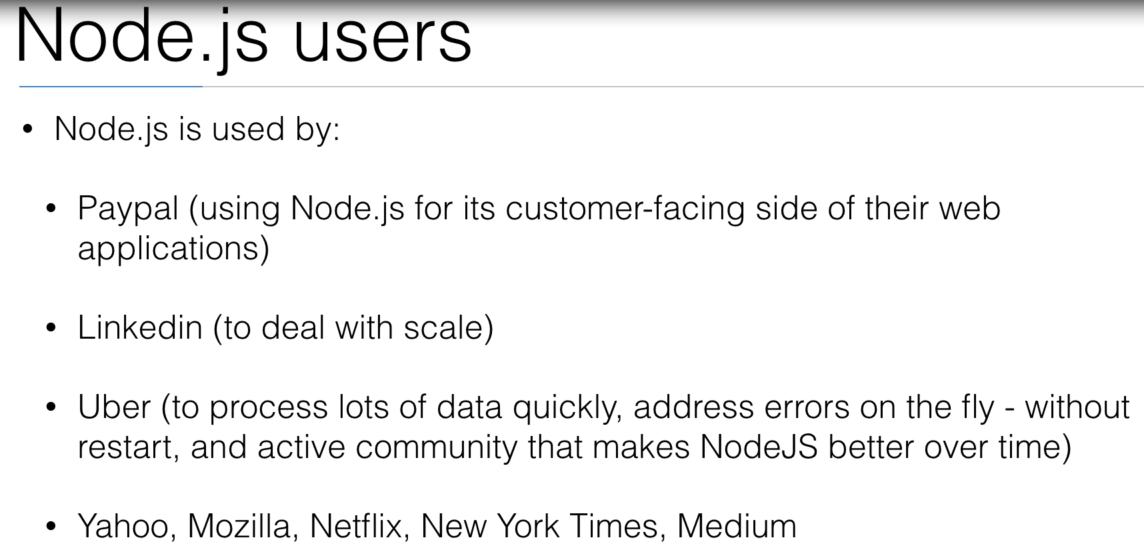 Node.js users
• Node.js is used by:
• Paypal (using Node.js for its customer-facing side of their web
applications)
• Linkedin (to deal with scale)
• Uber (to process lots of data quickly, address errors on the fly - without
restart, and active community that makes NodeJS better over time)
• Yahoo, Mozilla, Netflix, New York Times, Medium